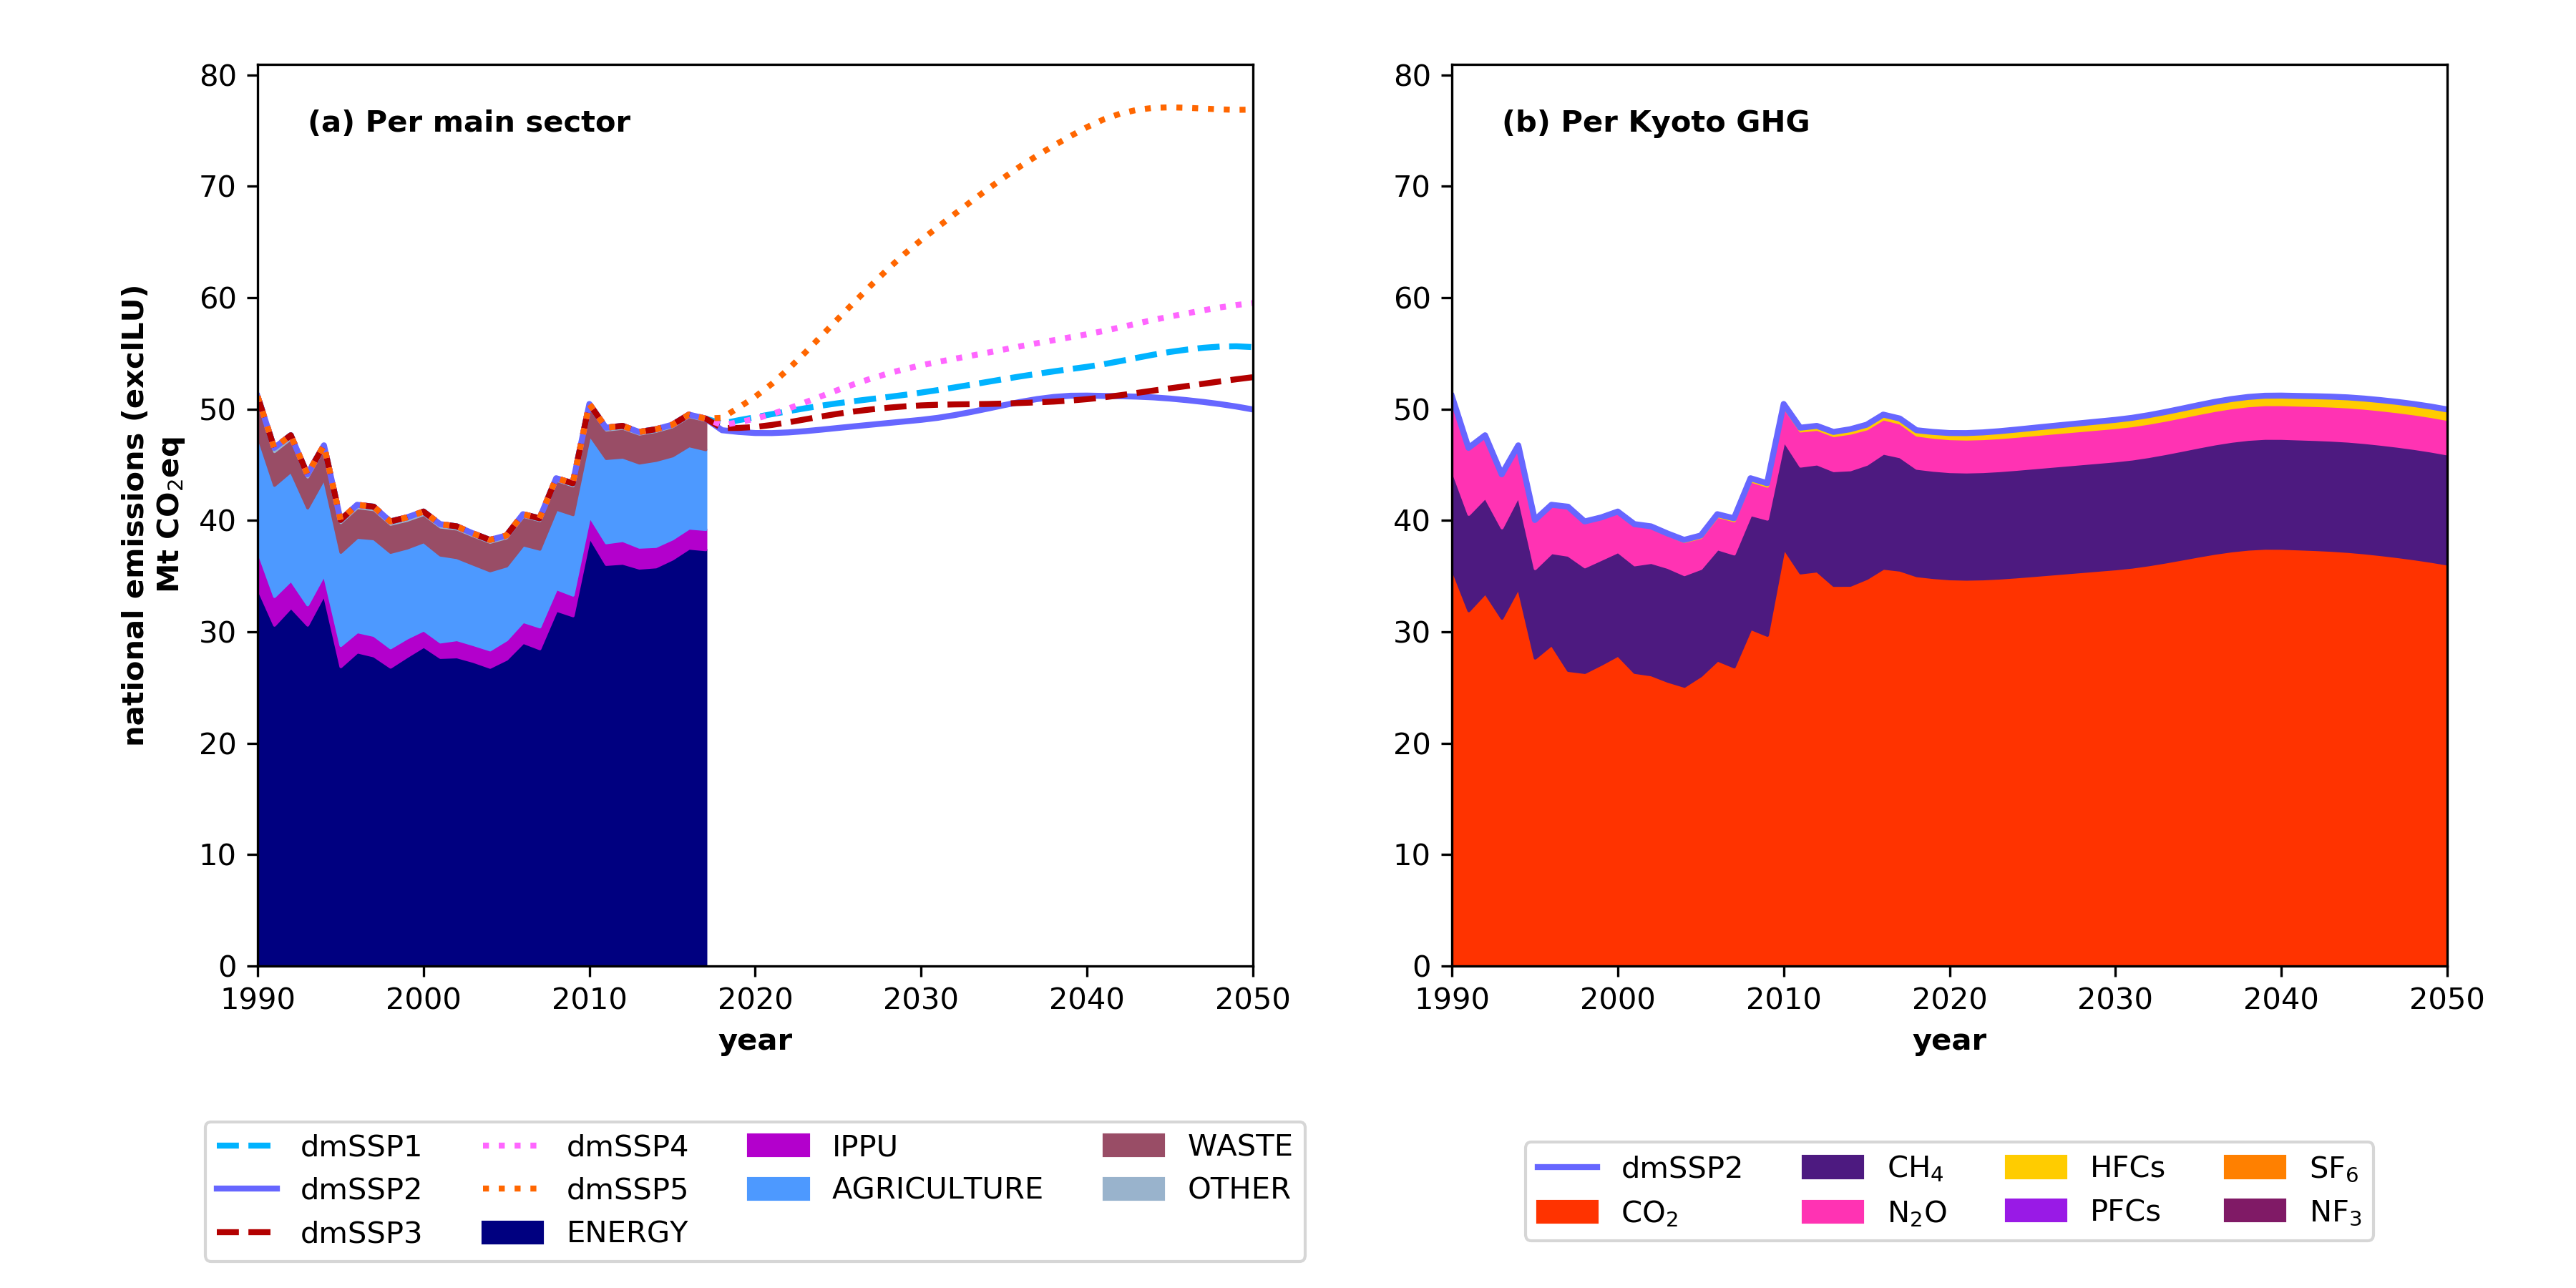 (a) Per main sector
national emissions (exclLU)
Mt CO₂eq
80
70
60
50
40
30
20
10
0
1990 2000 2010 2020 2030 2040 2050
year
dmSSP1 dmSSP4 IPPU WASTE
dmSSP2 dmSSP5 AGRICULTURE OTHER
dmSSP3 ENERGY
(b) Per Kyoto GHG
80
70
60
50
40
30
20
10
0
1990 2000 2010 2020 2030 2040 2050
year
dmSSP2 CH₄ HFCs SF₆
CO₂ N₂O PFCs NF₃